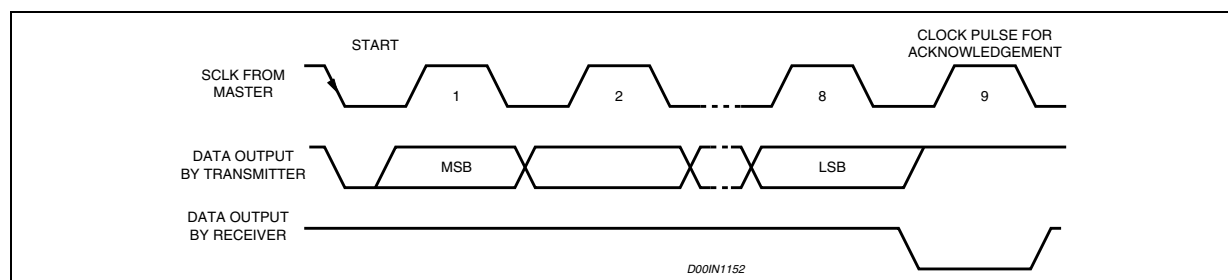 START
CLOCK PULSE FOR
ACKNOWLEDGEMENT
SCLK FROM
MASTER
1
2
8
9
DATA OUTPUT
BY TRANSMITTER
MSB
LSB
DATA OUTPUT
BY RECEIVER
D00IN1152